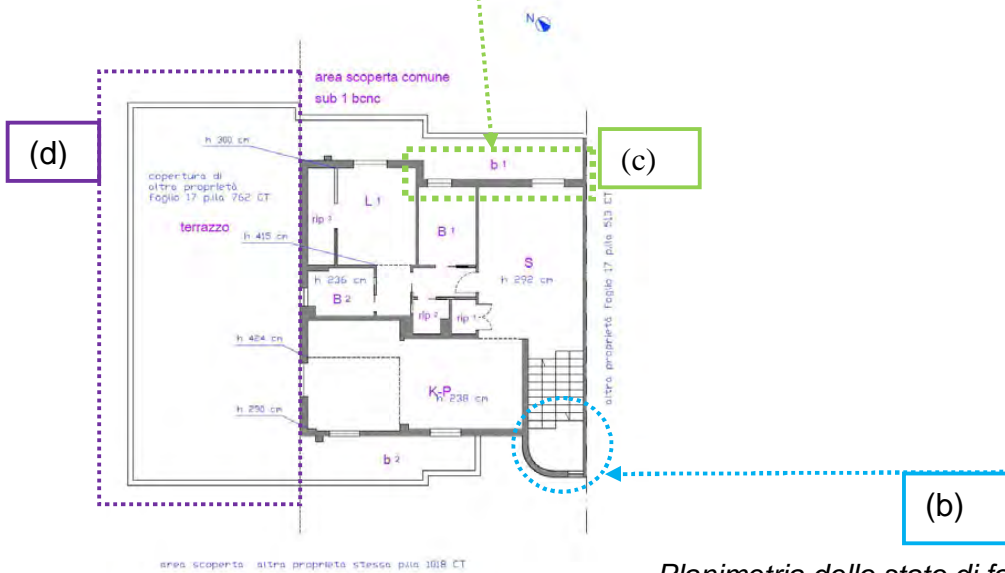 N
area scoperta comune
sub 1 bcnc
(d)
(c)
h 300 cm
b 1
copertura di
altra proprietà
foglio 17 p.lla 762 CT
terrazzo
L 1
rip 3
B 1
h 415 cm
S
h 292 cm
h 236 cm
B 2
rip 2
rip 1
altra proprietà foglio 17 p.lla 513 CT
h 424 cm
K-P
h 238 cm
h 290 cm
b 2
(b)
area scoperta altra proprietà stessa p.lla 1018 CT
Planimetria dello stato di fa